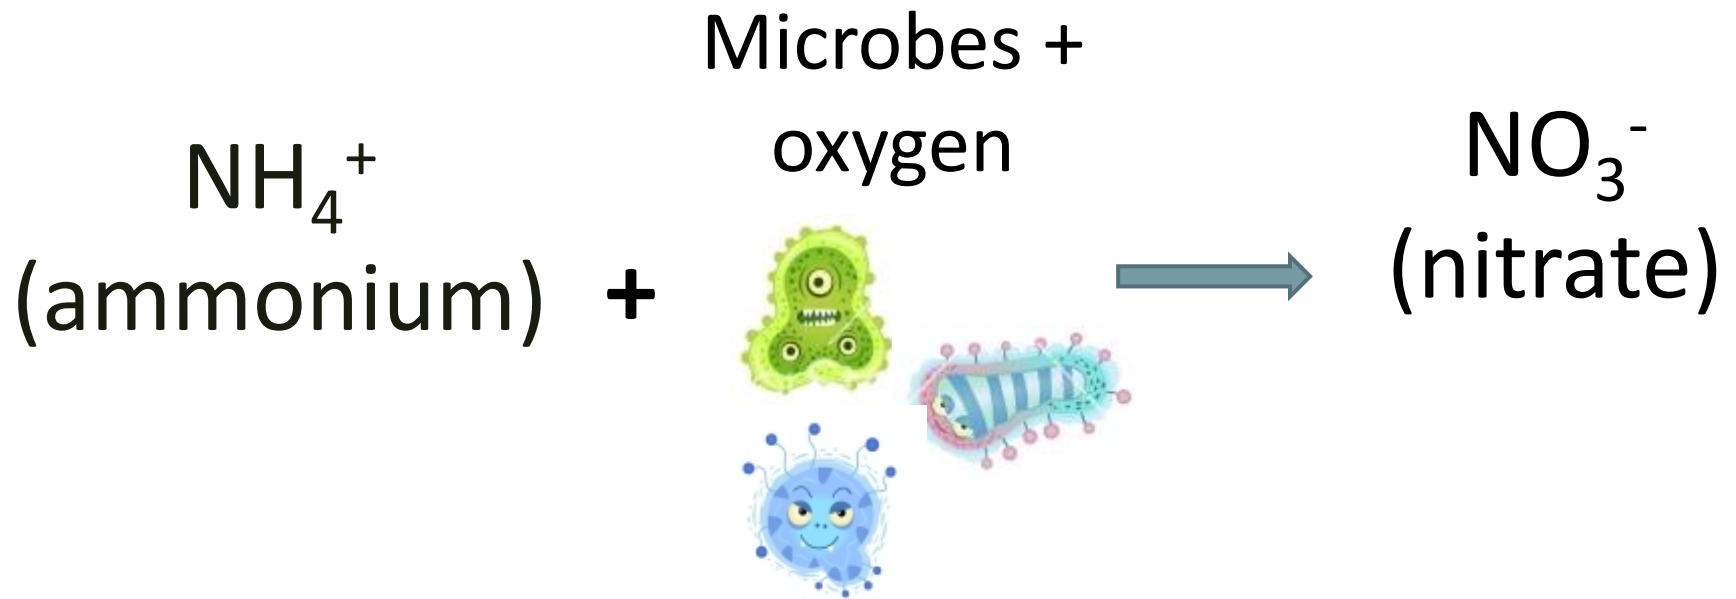 Microbes +
oxygen
NH₄⁺
(ammonium)
+
NO₃⁻
(nitrate)